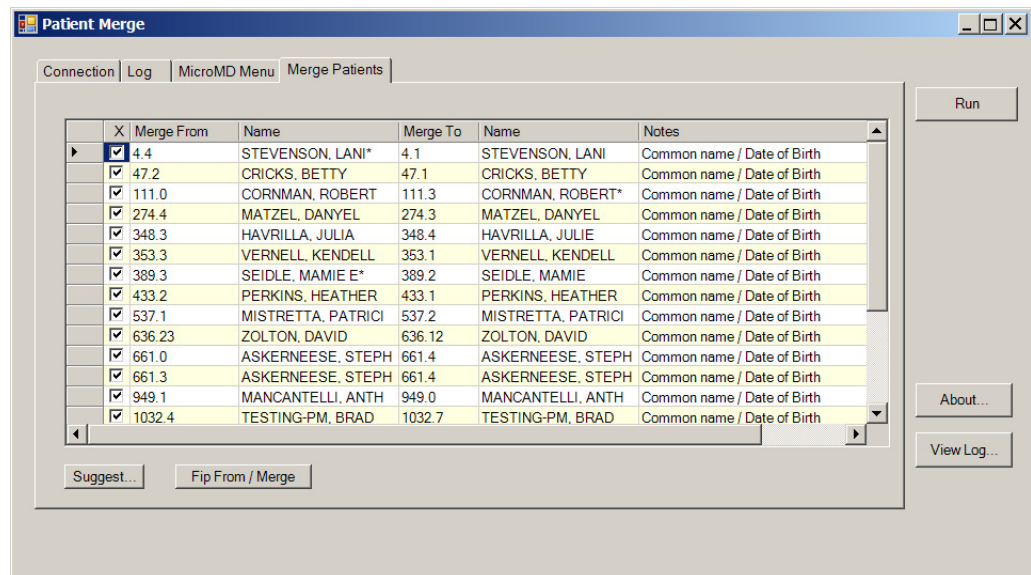 Patient Merge
Connection Log MicroMD Menu Merge Patients
Run
X Merge From Name Merge To Name Notes
4.4 STEVENSON, LANI* 4.1 STEVENSON, LANI Common name / Date of Birth
47.2 CRICKS, BETTY 47.1 CRICKS, BETTY Common name / Date of Birth
111.0 CORNMAN, ROBERT 111.3 CORNMAN, ROBERT* Common name / Date of Birth
274.4 MATZEL, DANYEL 274.3 MATZEL, DANYEL Common name / Date of Birth
348.3 HAVRILLA, JULIA 348.4 HAVRILLA, JULIE Common name / Date of Birth
353.3 VERNELL, KENDELL 353.1 VERNELL, KENDELL Common name / Date of Birth
389.3 SEIDLE, MAMIE E* 389.2 SEIDLE, MAMIE Common name / Date of Birth
433.2 PERKINS, HEATHER 433.1 PERKINS, HEATHER Common name / Date of Birth
537.1 MISTRETTA, PATRICI 537.2 MISTRETTA, PATRICI Common name / Date of Birth
636.23 ZOLTON, DAVID 636.12 ZOLTON, DAVID Common name / Date of Birth
661.0 ASKERNEESE, STEPH 661.4 ASKERNEESE, STEPH Common name / Date of Birth
661.3 ASKERNEESE, STEPH 661.4 ASKERNEESE, STEPH Common name / Date of Birth
949.1 MANCANTELLI, ANTH 949.0 MANCANTELLI, ANTH Common name / Date of Birth
1032.4 TESTING-PM, BRAD 1032.7 TESTING-PM, BRAD Common name / Date of Birth
About...
View Log...
Suggest... Fip From / Merge